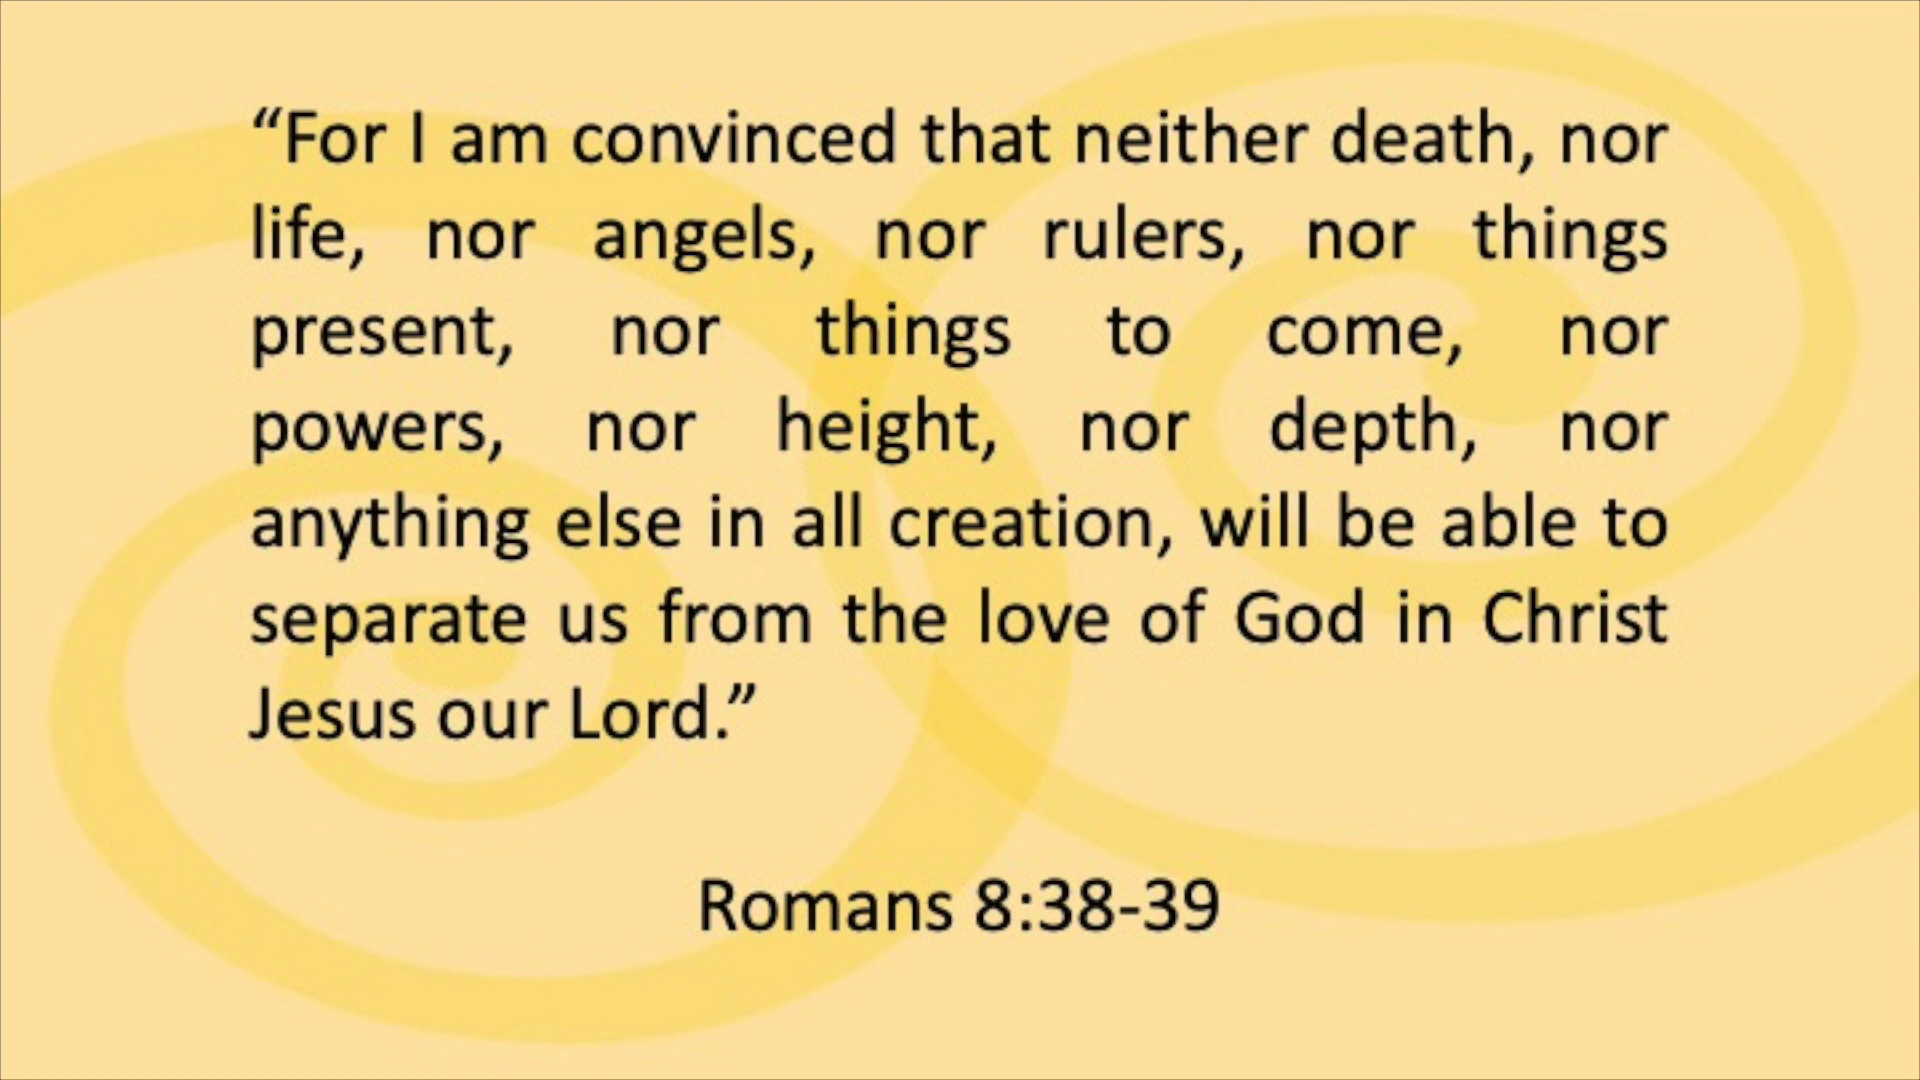 “For I am convinced that neither death, nor
life, nor angels, nor rulers, nor things
present, nor things to come, nor
powers, nor height, nor depth, nor
anything else in all creation, will be able to
separate us from the love of God in Christ
Jesus our Lord.”
Romans 8:38-39